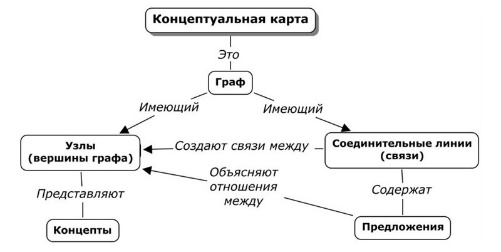 Концептуальная карта
Это
Граф
Имеющий
Имеющий
Узлы
(вершины графа)
Создают связи между
Соединительные линии
(связи)
Представляют
Объясняют
отношения
между
Содержат
Концепты
Предложения